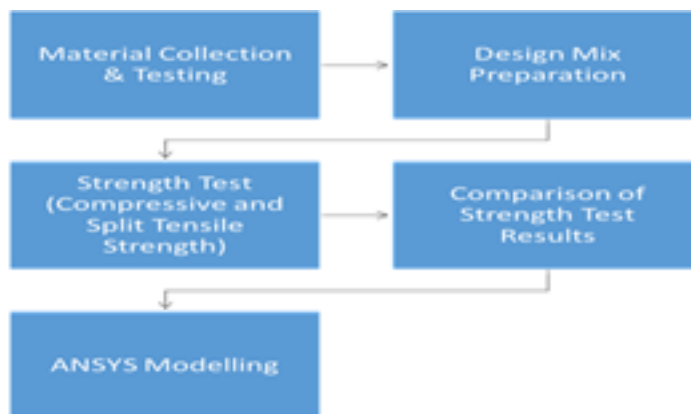 Material Collection
& Testing
Design Mix
Preparation
Strength Test
(Compressive and
Split Tensile
Strength)
Comparison of
Strength Test
Results
ANSYS Modelling